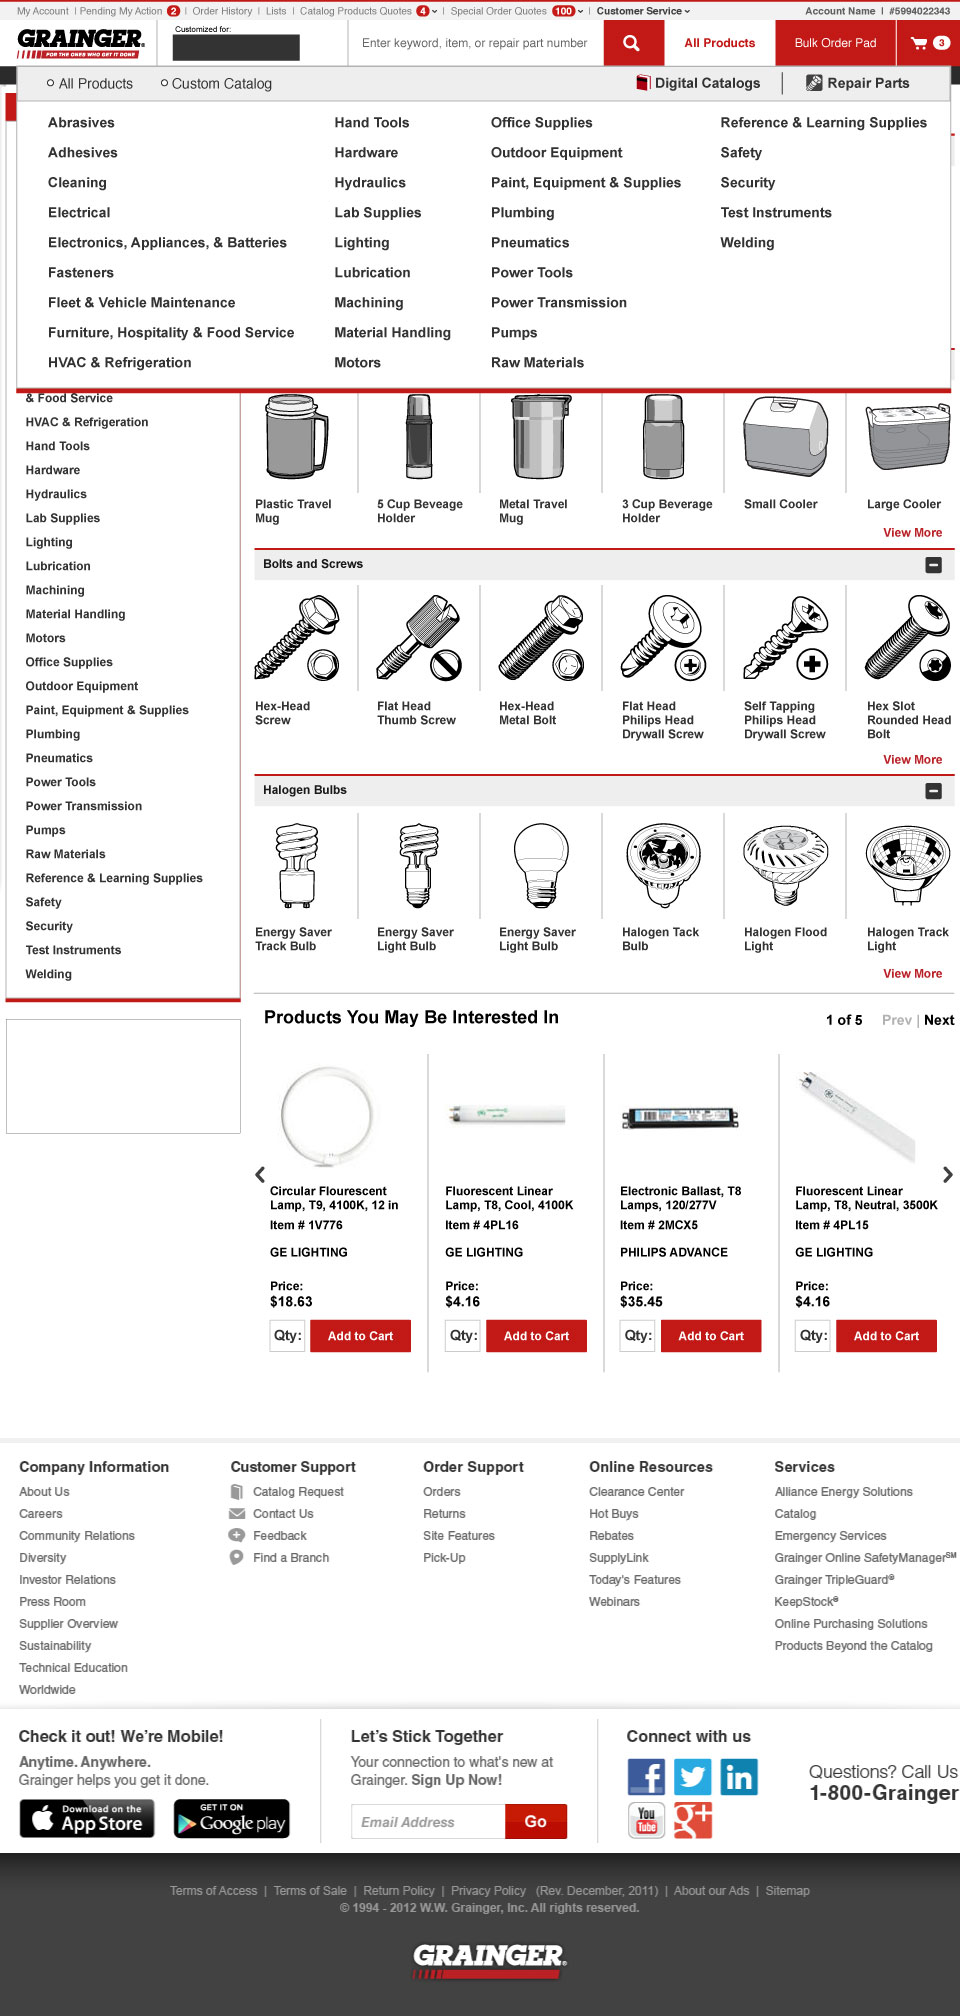 My Account | Pending My Action 2 | Order History | Lists | Catalog Products Quotes 4 | Special Order Quotes 100 | Customer Service
Account Name | #5994022343
GRAINGER
FOR THE ONES WHO GET IT DONE
Customized for:
Enter keyword, item, or repair part number
All Products
Bulk Order Pad
3
All Products
Custom Catalog
Digital Catalogs
Repair Parts
Abrasives
Adhesives
Cleaning
Electrical
Electronics, Appliances, & Batteries
Fasteners
Fleet & Vehicle Maintenance
Furniture, Hospitality & Food Service
HVAC & Refrigeration
Hand Tools
Hardware
Hydraulics
Lab Supplies
Lighting
Lubrication
Machining
Material Handling
Motors
Office Supplies
Outdoor Equipment
Paint, Equipment & Supplies
Plumbing
Pneumatics
Power Tools
Power Transmission
Pumps
Raw Materials
Reference & Learning Supplies
Safety
Security
Test Instruments
Welding
& Food Service
HVAC & Refrigeration
Hand Tools
Hardware
Hydraulics
Lab Supplies
Lighting
Lubrication
Machining
Material Handling
Motors
Office Supplies
Outdoor Equipment
Paint, Equipment & Supplies
Plumbing
Pneumatics
Power Tools
Power Transmission
Pumps
Raw Materials
Reference & Learning Supplies
Safety
Security
Test Instruments
Welding
Plastic Travel
Mug
5 Cup Beveage
Holder
Metal Travel
Mug
3 Cup Beverage
Holder
Small Cooler
Large Cooler
View More
Bolts and Screws
Hex-Head
Screw
Flat Head
Thumb Screw
Hex-Head
Metal Bolt
Flat Head
Philips Head
Drywall Screw
Self Tapping
Philips Head
Drywall Screw
Hex Slot
Rounded Head
Bolt
View More
Halogen Bulbs
Energy Saver
Track Bulb
Energy Saver
Light Bulb
Energy Saver
Light Bulb
Halogen Tack
Bulb
Halogen Flood
Light
Halogen Track
Light
View More
Products You May Be Interested In
1 of 5
Prev | Next
Circular Flourescent
Lamp, T9, 4100K, 12 in
Item # 1V776
GE LIGHTING
Price:
$18.63
Qty:
Add to Cart
Fluorescent Linear
Lamp, T8, Cool, 4100K
Item # 4PL16
GE LIGHTING
Price:
$4.16
Qty:
Add to Cart
Electronic Ballast, T8
Lamps, 120/277V
Item # 2MCX5
PHILIPS ADVANCE
Price:
$35.45
Qty:
Add to Cart
Fluorescent Linear
Lamp, T8, Neutral, 3500K
Item # 4PL15
GE LIGHTING
Price:
$4.16
Qty:
Add to Cart
Company Information
About Us
Careers
Community Relations
Diversity
Investor Relations
Press Room
Supplier Overview
Sustainability
Technical Education
Worldwide
Customer Support
Catalog Request
Contact Us
Feedback
Find a Branch
Order Support
Orders
Returns
Site Features
Pick-Up
Online Resources
Clearance Center
Hot Buys
Rebates
SupplyLink
Today's Features
Webinars
Services
Alliance Energy Solutions
Catalog
Emergency Services
Grainger Online SafetyManager℠
Grainger TripleGuard®
KeepStock®
Online Purchasing Solutions
Products Beyond the Catalog
Check it out! We're Mobile!
Anytime. Anywhere.
Grainger helps you get it done.
Download on the
App Store
GET IT ON
Google play
Let's Stick Together
Your connection to what's new at
Grainger. Sign Up Now!
Email Address
Go
Connect with us
f
in
You
Tube
g+
Questions? Call Us
1-800-Grainger
Terms of Access | Terms of Sale | Return Policy | Privacy Policy (Rev. December, 2011) | About our Ads | Sitemap
© 1994 - 2012 W.W. Grainger, Inc. All rights reserved.
GRAINGER